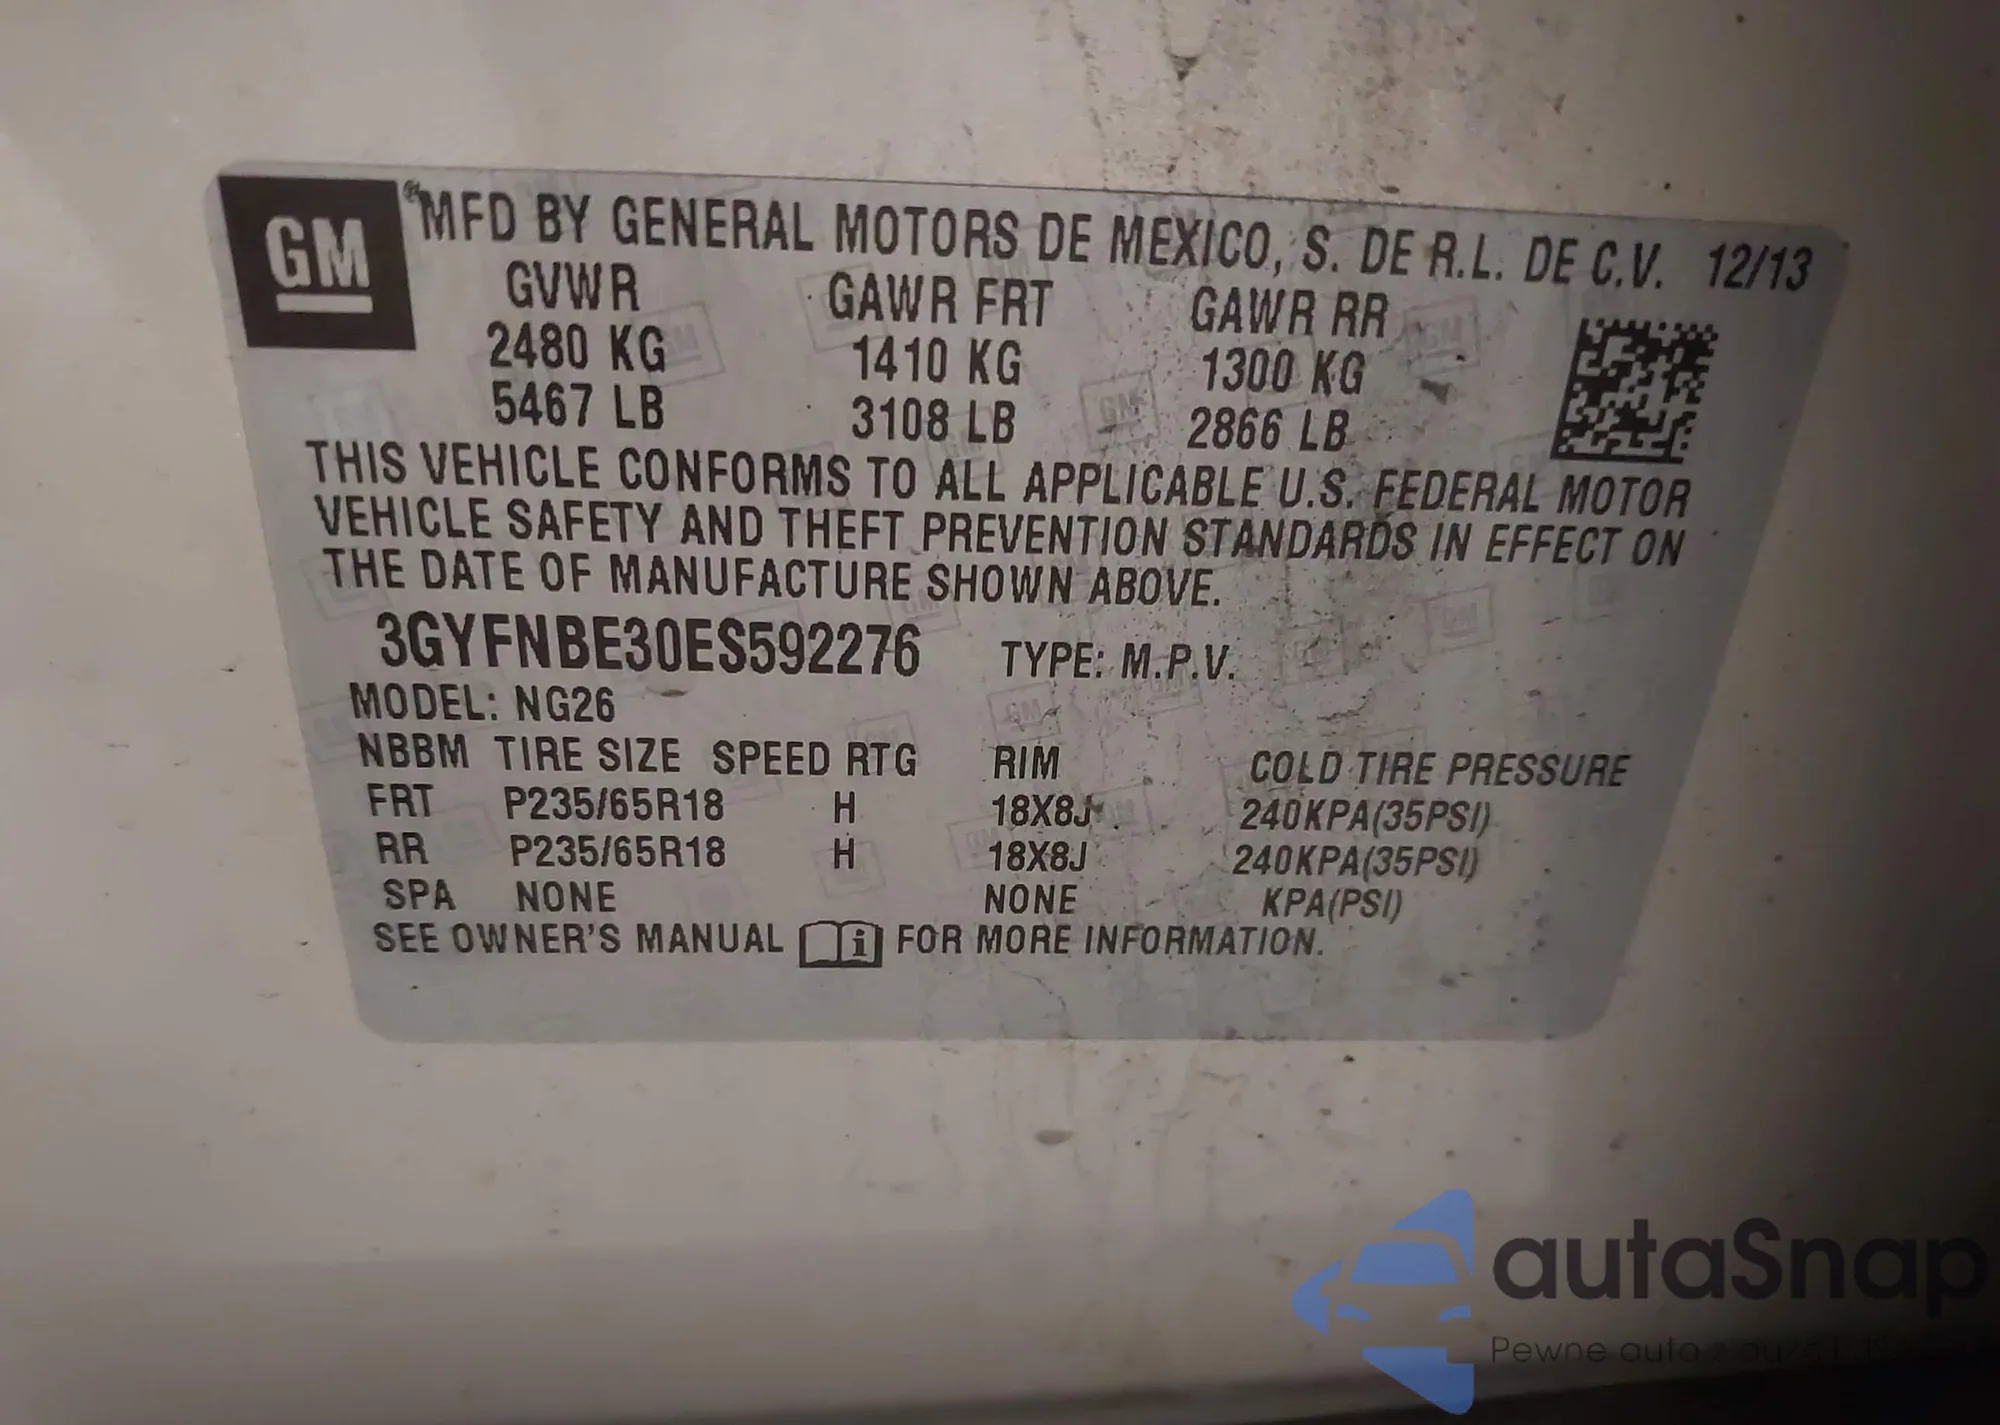 GM
MFD BY GENERAL MOTORS DE MEXICO, S. DE R.L. DE C.V. 12/13
GVWR GAWR FRT GAWR RR
2480 KG 1410 KG 1300 KG
5467 LB 3108 LB 2866 LB
THIS VEHICLE CONFORMS TO ALL APPLICABLE U.S. FEDERAL MOTOR
VEHICLE SAFETY AND THEFT PREVENTION STANDARDS IN EFFECT ON
THE DATE OF MANUFACTURE SHOWN ABOVE.
3GYFNBE30ES592276 TYPE: M.P.V.
MODEL: NG26
NBBM TIRE SIZE SPEED RTG RIM COLD TIRE PRESSURE
FRT P235/65R18 H 18X8J 240KPA(35PSI)
RR P235/65R18 H 18X8J 240KPA(35PSI)
SPA NONE NONE KPA(PSI)
SEE OWNER'S MANUAL i FOR MORE INFORMATION.
autaSnap
Pewne auto z